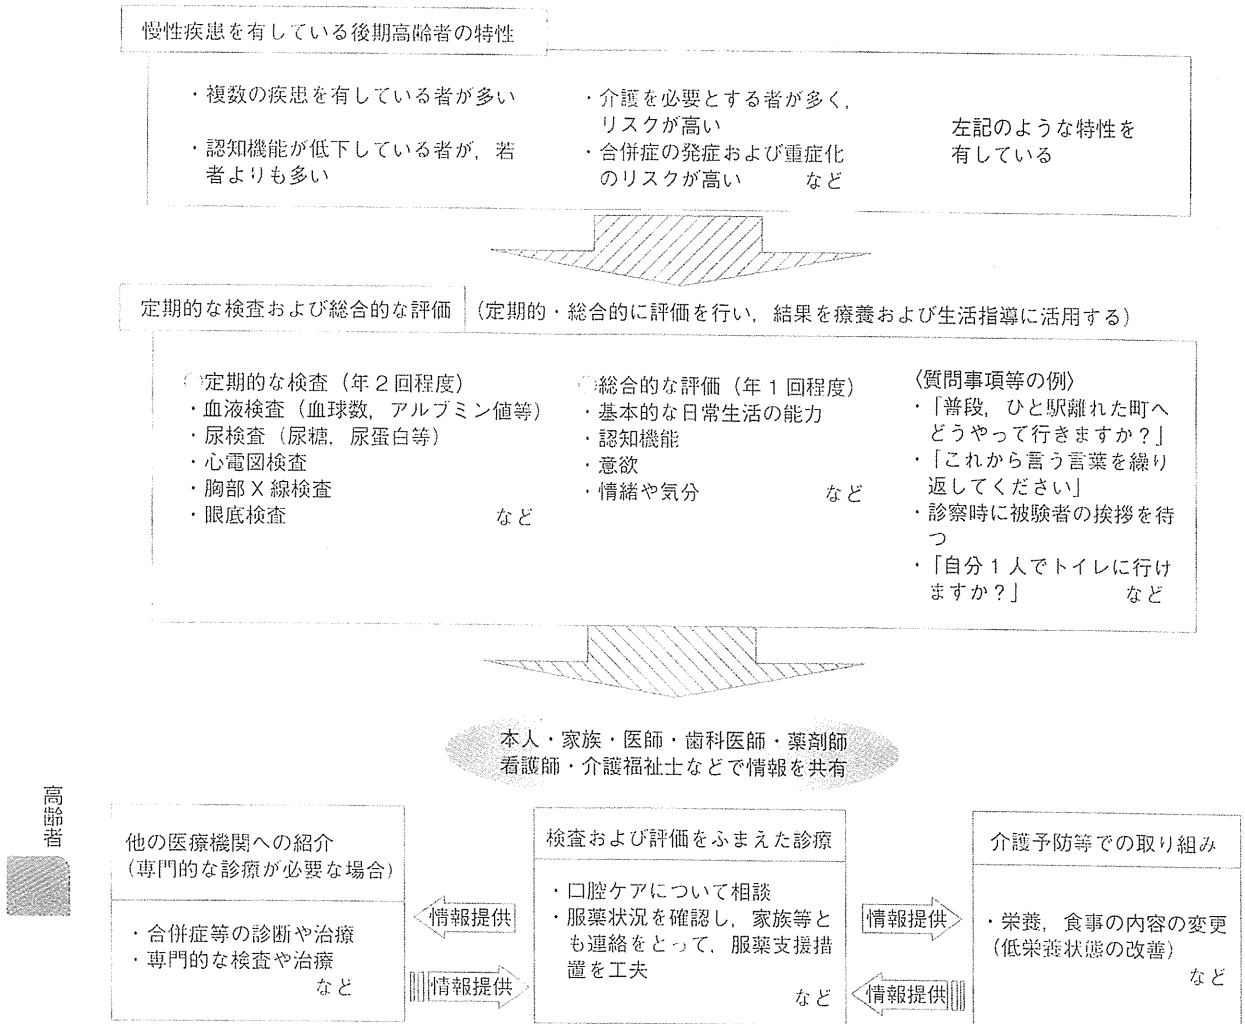 慢性疾患を有している後期高齢者の特性
・複数の疾患を有している者が多い
・認知機能が低下している者が，若
者よりも多い
・介護を必要とする者が多く，
リスクが高い
・合併症の発症および重症化
のリスクが高い　など
左記のような特性を
有している
定期的な検査および総合的な評価
(定期的・総合的に評価を行い，結果を療養および生活指導に活用する)
○定期的な検査（年2回程度）
・血液検査（血球数，アルブミン値等）
・尿検査（尿糖，尿蛋白等）
・心電図検査
・胸部X線検査
・眼底検査　など
○総合的な評価（年1回程度）
・基本的な日常生活の能力
・認知機能
・意欲
・情緒や気分　など
〈質問事項等の例〉
・「普段，ひと駅離れた町へ
どうやって行きますか？」
・「これから言う言葉を繰り
返してください」
・診察時に被験者の挨拶を待
つ
・「自分1人でトイレに行け
ますか？」　など
本人・家族・医師・歯科医師・薬剤師
看護師・介護福祉士などで情報を共有
高齢者
他の医療機関への紹介
(専門的な診療が必要な場合)
・合併症等の診断や治療
・専門的な検査や治療
など
情報提供
情報提供
検査および評価をふまえた診療
・口腔ケアについて相談
・服薬状況を確認し，家族等と
も連絡をとって，服薬支援措
置を工夫
など
情報提供
情報提供
介護予防等での取り組み
・栄養，食事の内容の変更
(低栄養状態の改善)
など